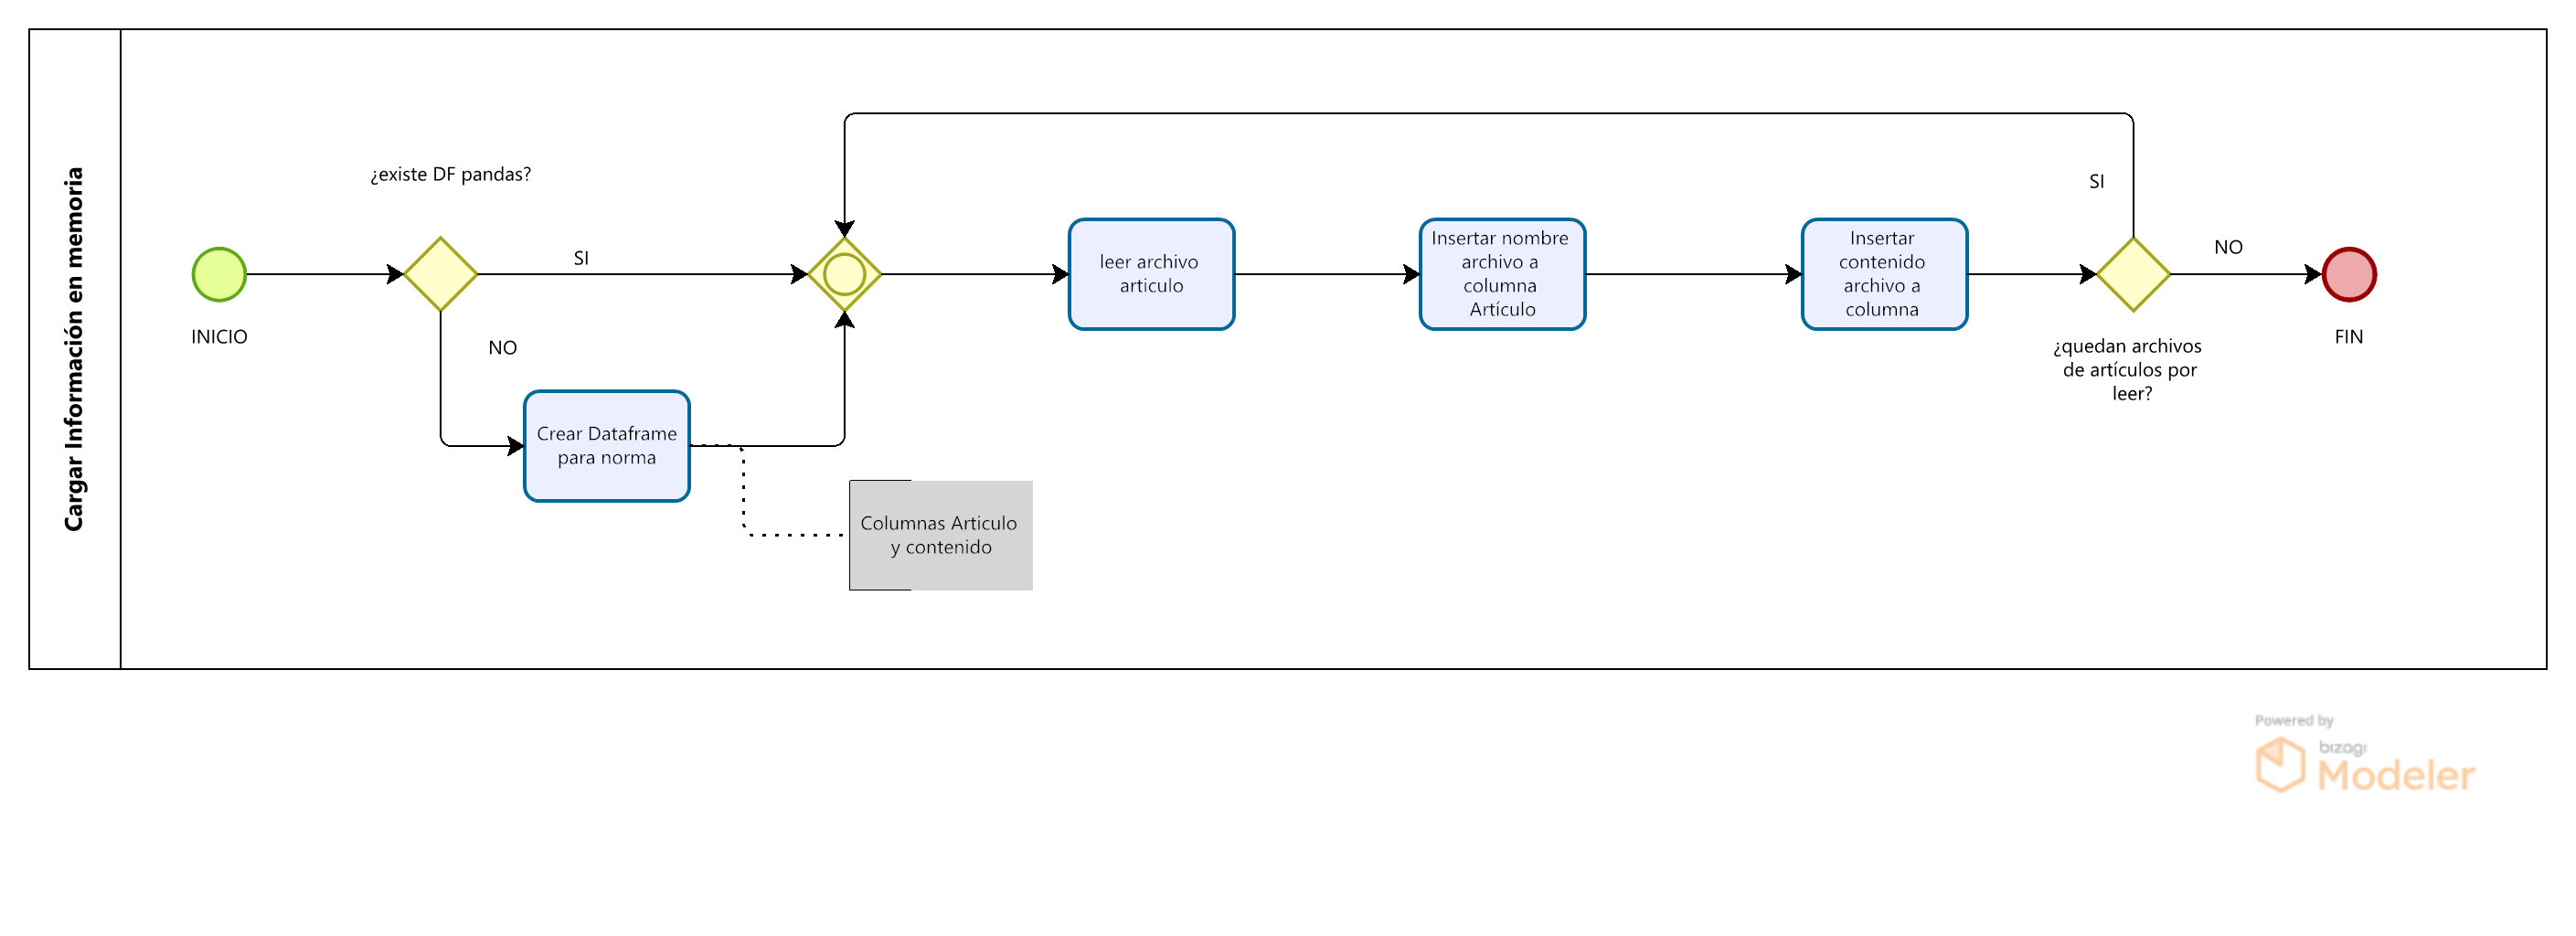 Cargar Información en memoria
¿existe DF pandas?
INICIO
SI
NO
Crear Dataframe
para norma
Columnas Articulo
y contenido
leer archivo
articulo
Insertar nombre
archivo a
columna
Artículo
Insertar
contenido
archivo a
columna
SI
NO
¿quedan archivos
de artículos por
leer?
FIN
Powered by
bizagi
Modeler